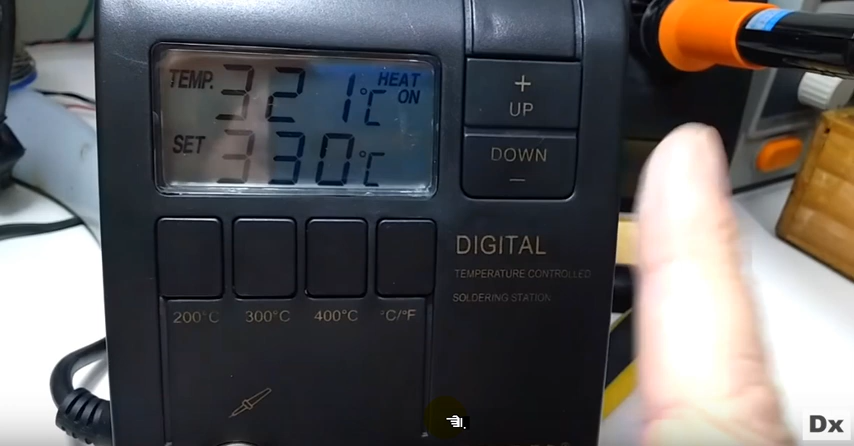 TEMP. 321°C HEAT ON
SET 330°C
+
UP
DOWN
—
DIGITAL
TEMPERATURE CONTROLLED
SOLDERING STATION
200°C 300°C 400°C °C/°F
Dx